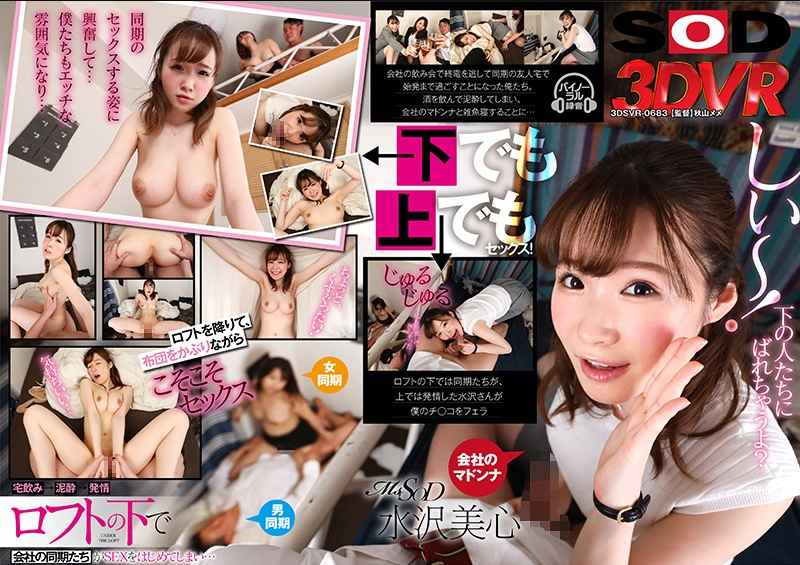 同期の
セックスする姿に
興奮して…
僕たちもエッチな
雰囲気になり…
会社の飲み会で終電を逃して同期の友人宅で
始発まで過ごすことになった俺たち。
酒を飲んで泥酔してしまい、
会社のマドンナと雑魚寝することに…
バイノーラル
録音
SOD
3DVR
3DSVR-0683 [監督] 秋山メメ
下でも
上でも
セックス!
じゅる
じゅる
ロフトの下では同期たちが、
上では発情した水沢さんが
僕のチ〇コをフェラ
しぃ〜!
下の人たちに
ばれちゃうよ?
ロフトを降りて、
布団をかぶりながら
こそこそ
セックス
女
同期
男
同期
会社の
マドンナ
宅飲み 泥酔 発情
ロフトの下で
UNDER
THE LOFT
会社の同期たちがSEXをはじめてしまい…
Ms SOD
水沢美心